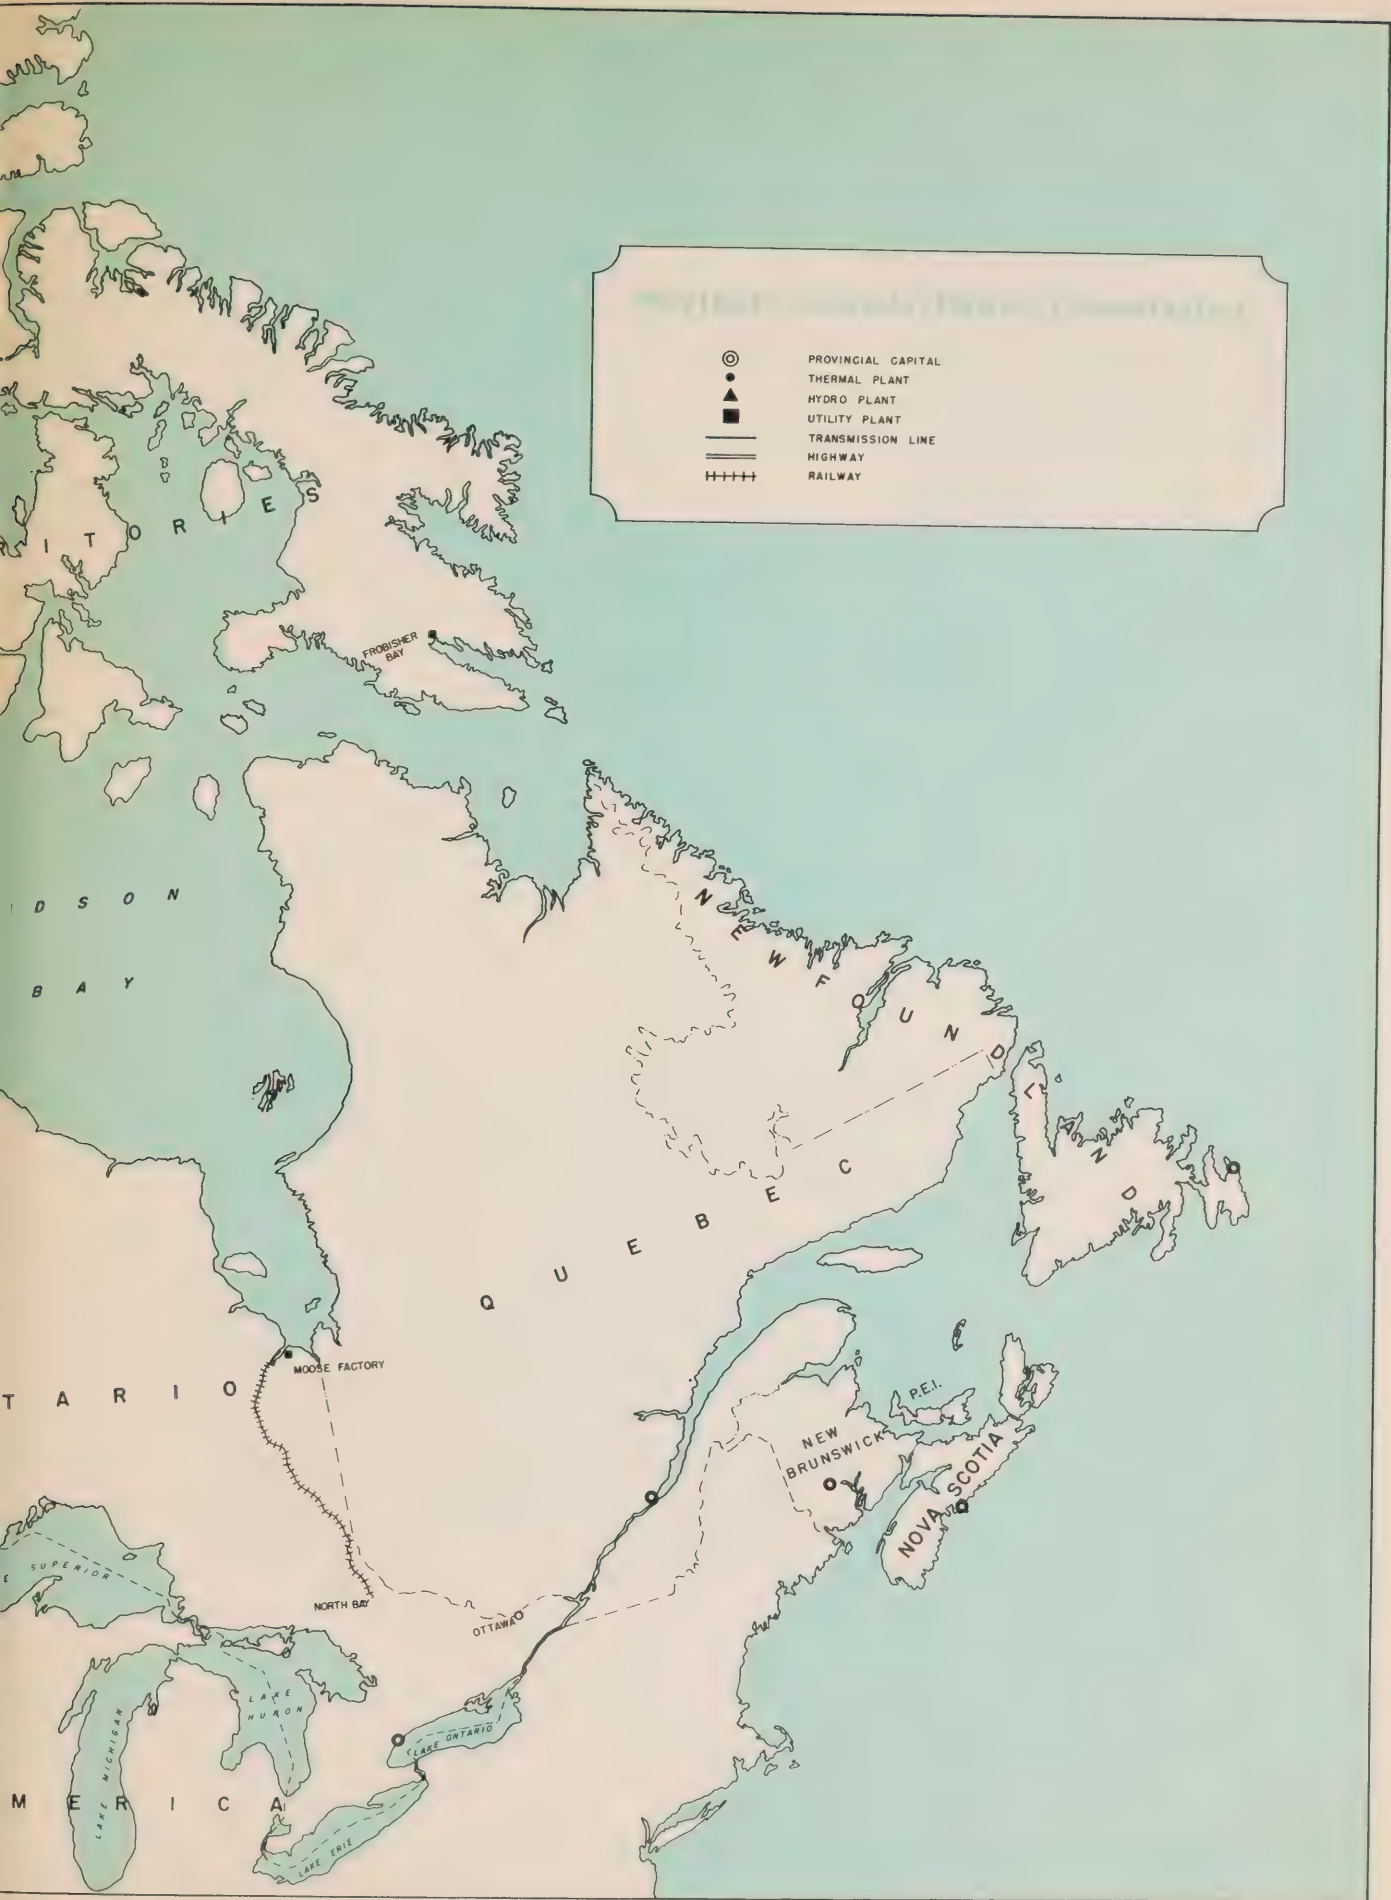 PROVINCIAL CAPITAL
THERMAL PLANT
HYDRO PLANT
UTILITY PLANT
TRANSMISSION LINE
HIGHWAY
RAILWAY
R I T O R I E S
FROBISHER
BAY
D S O N
B A Y
N E W F O U N D L A N D
Q U E B E C
MOOSE FACTORY
T A R I O
P.E.I.
NEW
BRUNSWICK
NOVA SCOTIA
E SUPERIOR
NORTH BAY
OTTAWA
LAKE
HURON
LAKE MICHIGAN
LAKE ONTARIO
M E R I C A
LAKE ERIE